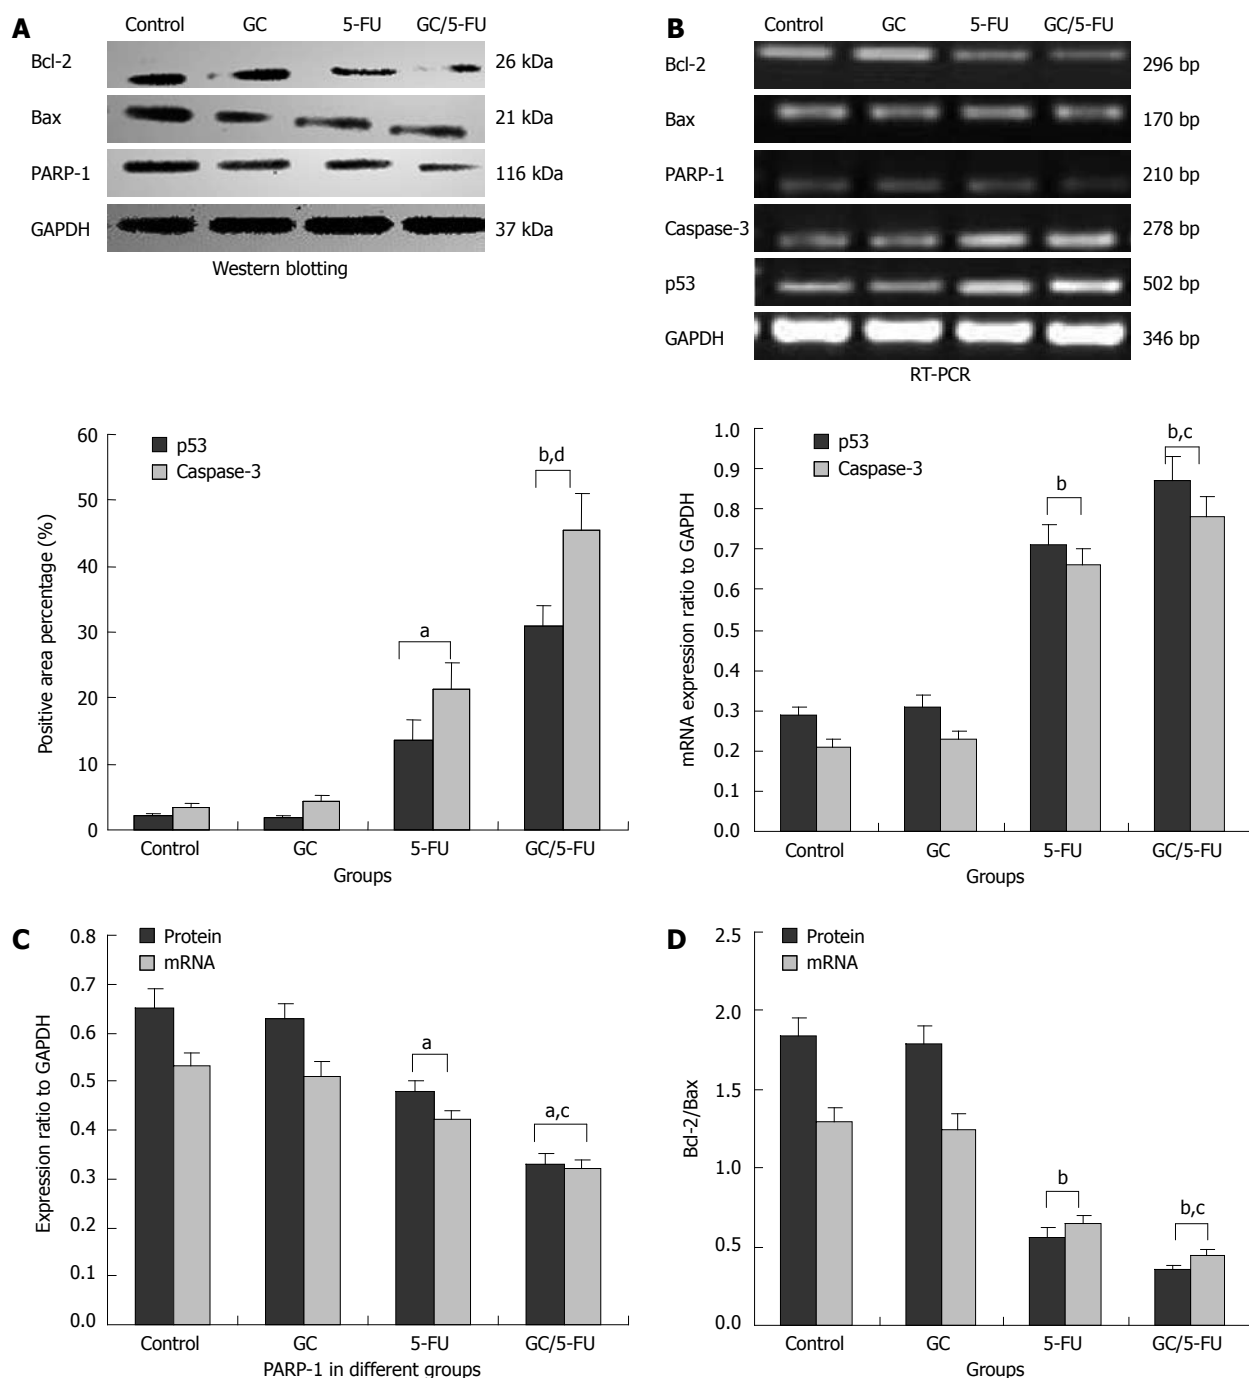 A
Control GC 5-FU GC/5-FU
Bcl-2 26 kDa
Bax 21 kDa
PARP-1 116 kDa
GAPDH 37 kDa
Western blotting
B
Control GC 5-FU GC/5-FU
Bcl-2 296 bp
Bax 170 bp
PARP-1 210 bp
Caspase-3 278 bp
p53 502 bp
GAPDH 346 bp
RT-PCR
Positive area percentage (%)
60
50
40
30
20
10
0
p53
Caspase-3
a
b,d
Control GC 5-FU GC/5-FU
Groups
mRNA expression ratio to GAPDH
1.0
0.9
0.8
0.7
0.6
0.5
0.4
0.3
0.2
0.1
0.0
p53
Caspase-3
b
b,c
Control GC 5-FU GC/5-FU
Groups
C
Expression ratio to GAPDH
0.8
0.7
0.6
0.5
0.4
0.3
0.2
0.1
0.0
Protein
mRNA
a
a,c
Control GC 5-FU GC/5-FU
PARP-1 in different groups
D
Bcl-2/Bax
2.5
2.0
1.5
1.0
0.5
0.0
Protein
mRNA
b
b,c
Control GC 5-FU GC/5-FU
Groups